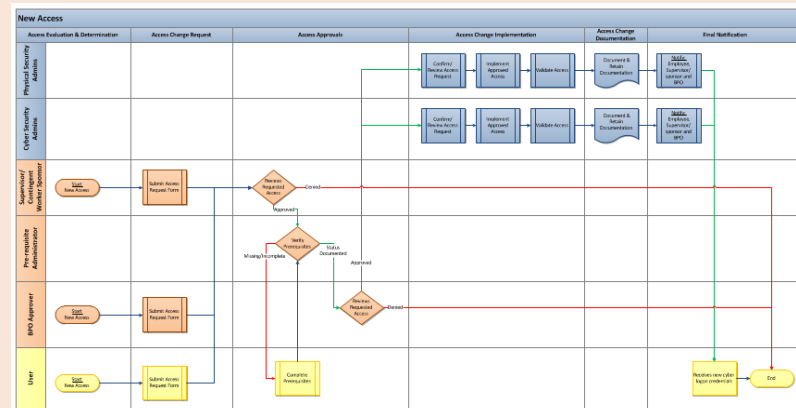 New Access
Access Evaluation & Determination
Access Change Request
Access Approvals
Access Change Implementation
Access Change
Documentation
Final Notification
Physical Security
Admins
Confirm/
Review Access
Request
Implement
Approved
Access
Validate Access
Document &
Retain
Documentation
Notify:
Employee,
Supervisor/
sponsor and
BPO
Cyber Security
Admins
Confirm/
Review Access
Request
Implement
Approved
Access
Validate Access
Document &
Retain
Documentation
Notify:
Employee,
Supervisor/
sponsor and
BPO
Supervisor/
Contingent
Worker Sponsor
Start
New Access
Submit Access
Request Form
Reviews
Requested
Access
Denied
Approved
Pre-requisite
Administrator
Verify
Prerequisites
Missing/Incomplete
Status
Documented
Approved
BPO Approver
Start
New Access
Submit Access
Request Form
Reviews
Requested
Access
Denied
User
Start
New Access
Submit Access
Request Form
Complete
Prerequisites
Receives new cyber
logon credentials
End